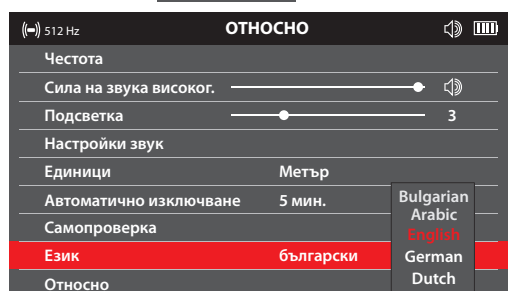 ((-)) 512 Hz ОТНОСНО
Честота
Сила на звука високог.
Подсветка 3
Настройки звук
Единици Метър
Автоматично изключване 5 мин.
Самопроверка
Език български
Относно
Bulgarian
Arabic
English
German
Dutch